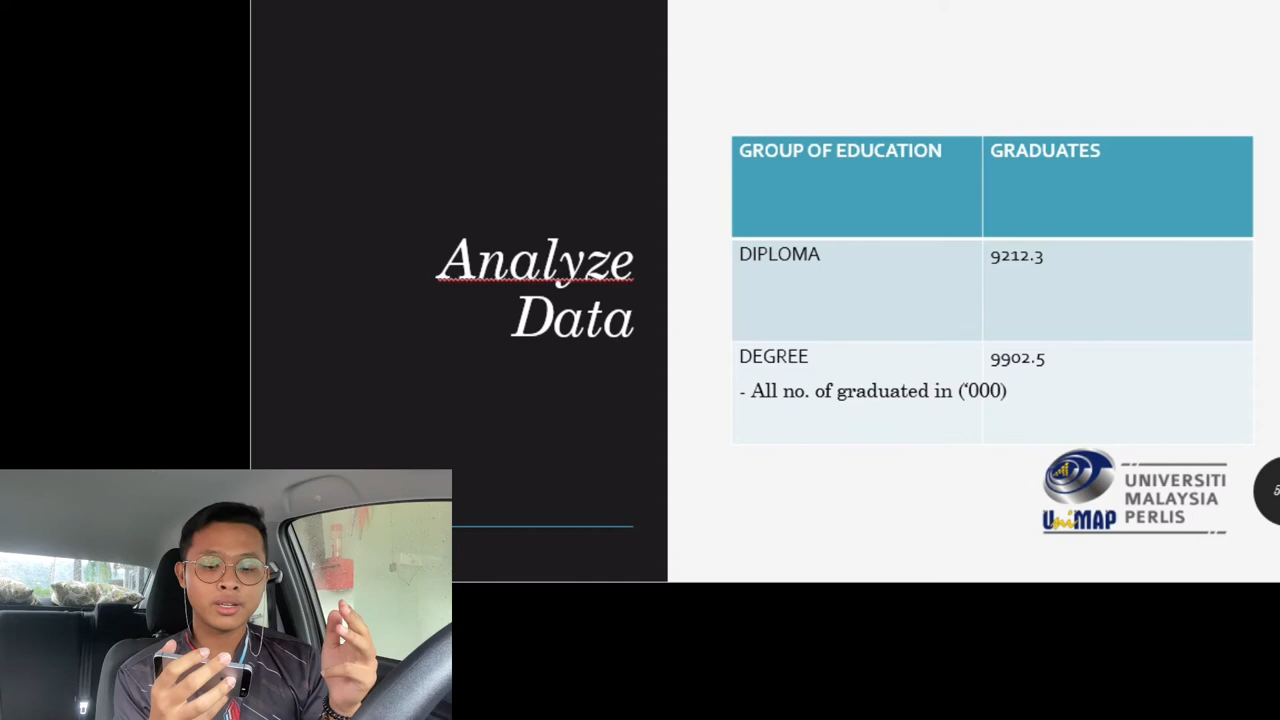 Analyze
Data
GROUP OF EDUCATION GRADUATES
DIPLOMA 9212.3
DEGREE 9902.5
- All no. of graduated in (‘000)
UniMAP
UNIVERSITI
MALAYSIA
PERLIS
5